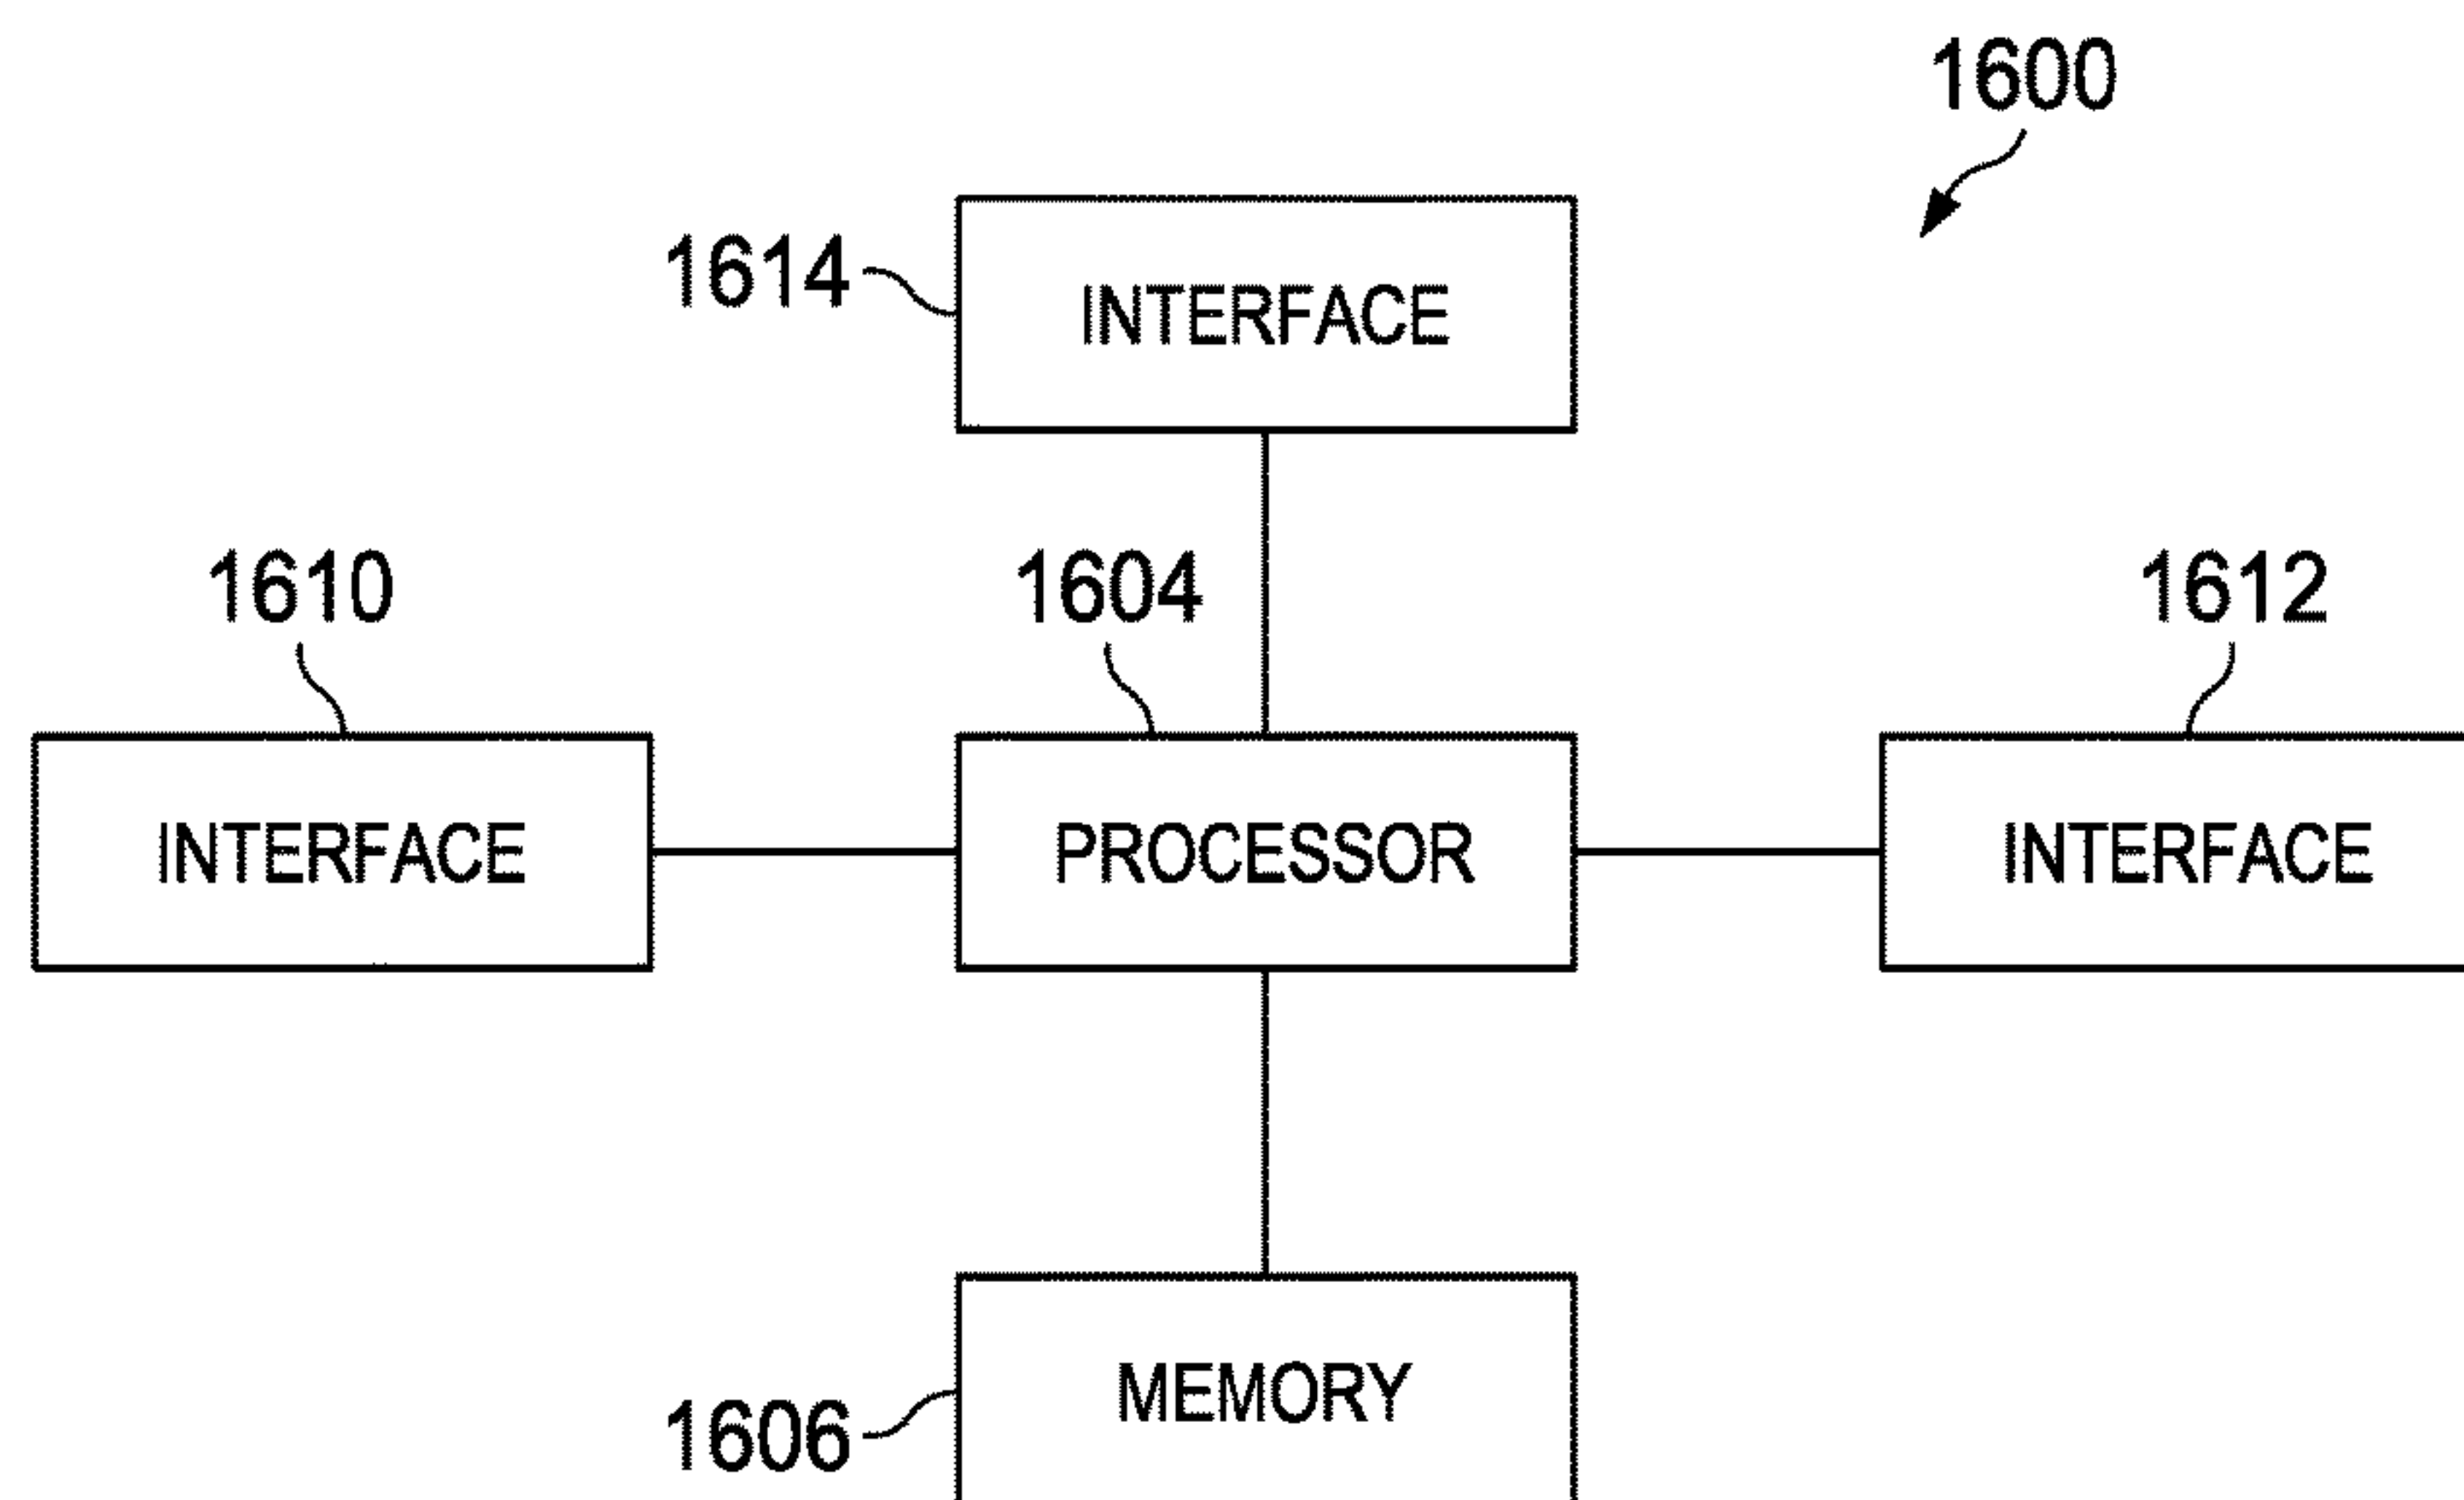 1600
1614
INTERFACE
1610
1604
1612
INTERFACE
PROCESSOR
INTERFACE
MEMORY
1606